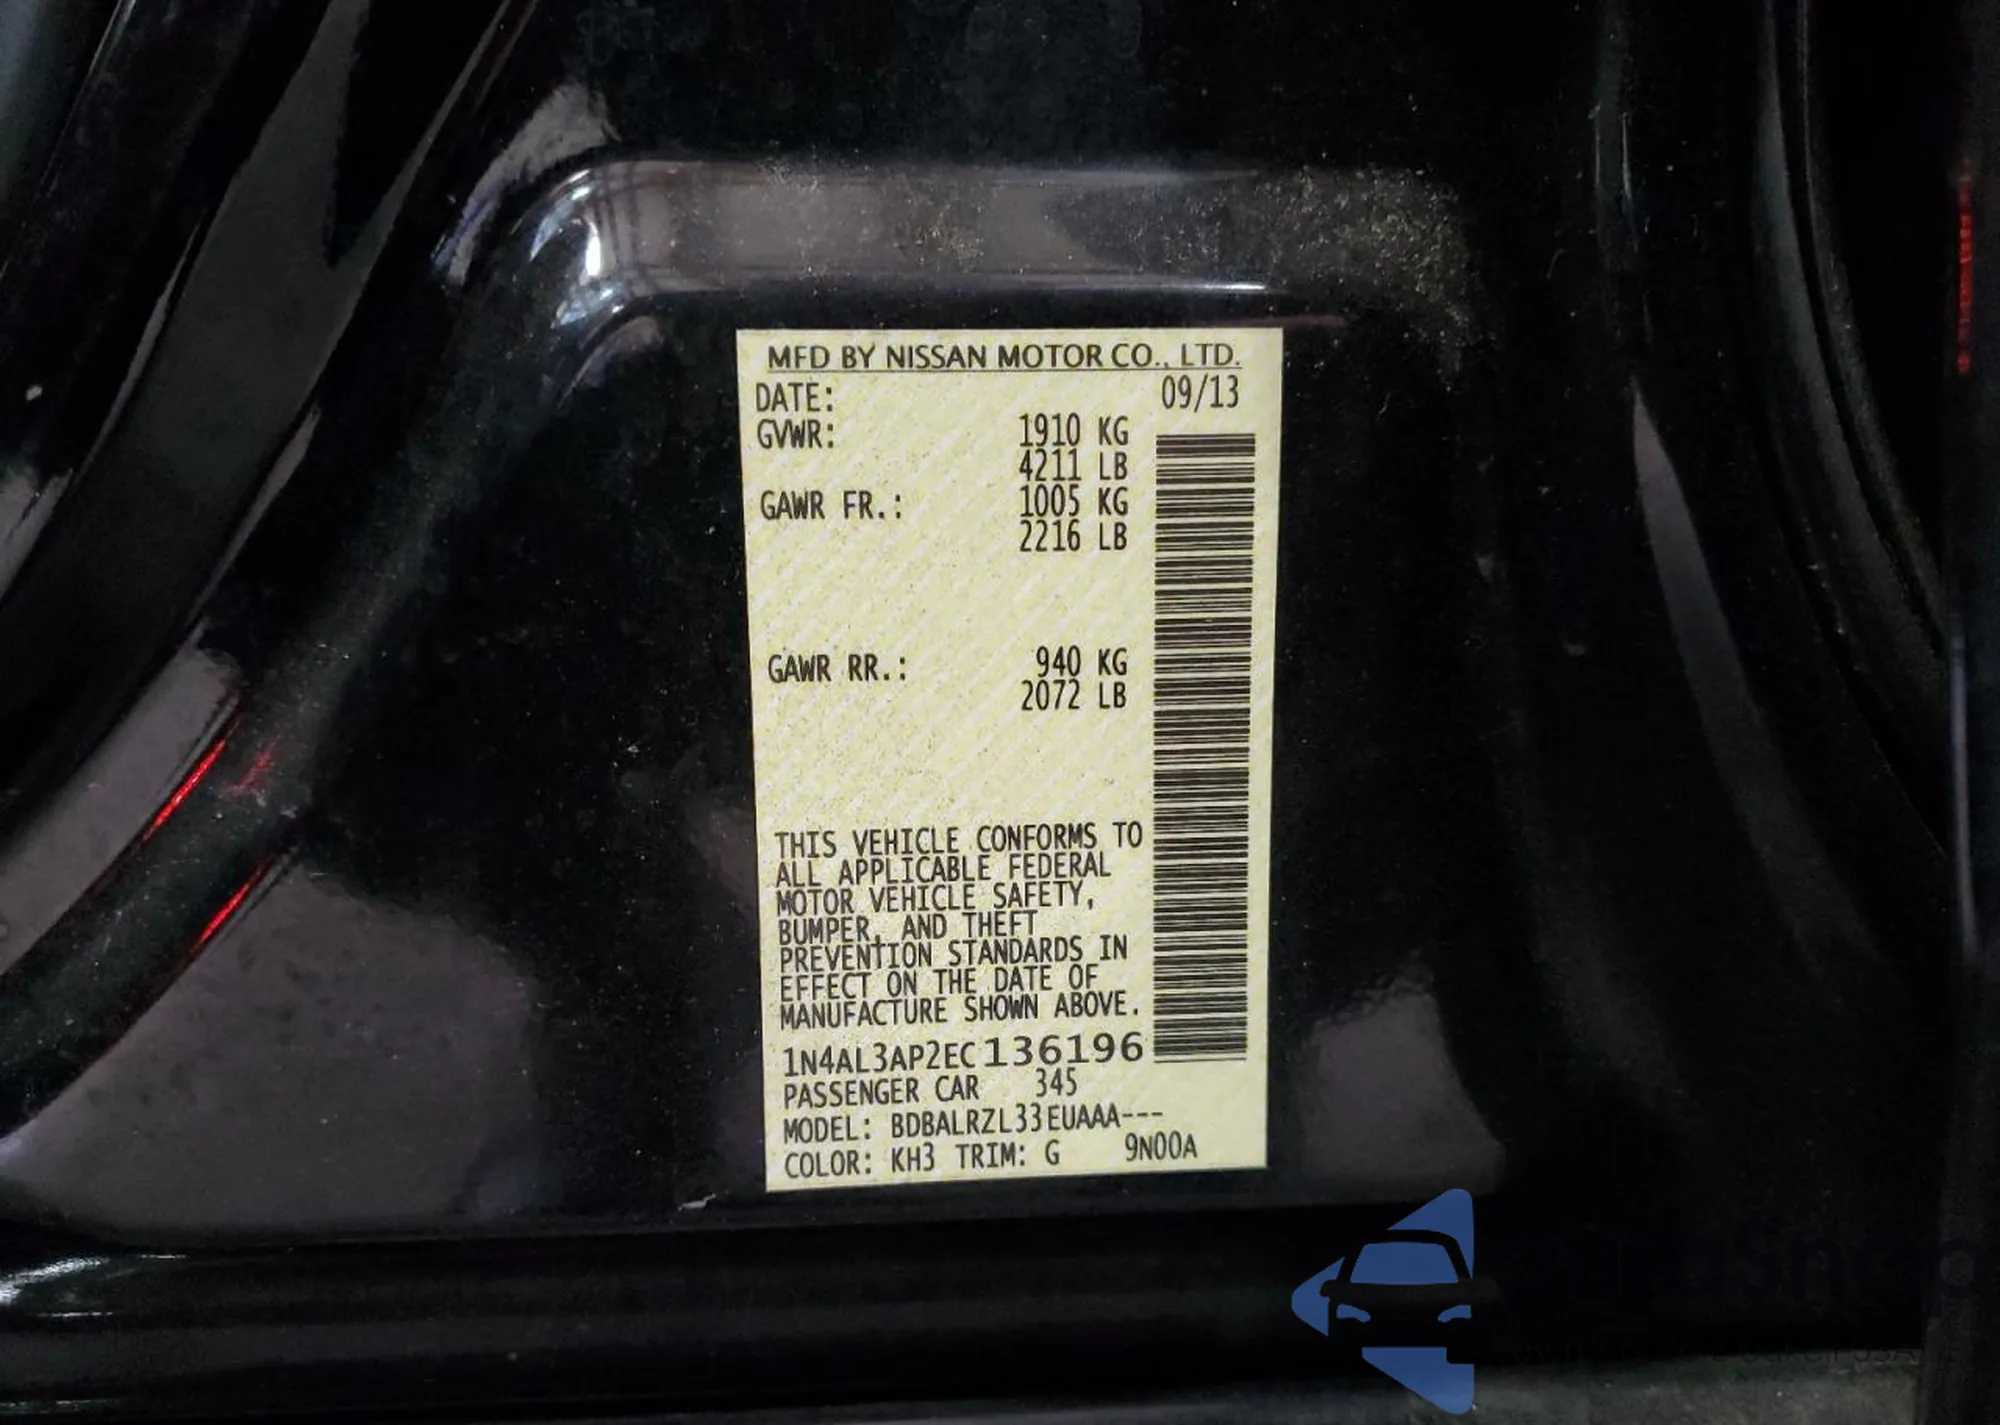 MFD BY NISSAN MOTOR CO., LTD.
DATE: 09/13
GVWR: 1910 KG
4211 LB
GAWR FR.: 1005 KG
2216 LB
GAWR RR.: 940 KG
2072 LB
THIS VEHICLE CONFORMS TO
ALL APPLICABLE FEDERAL
MOTOR VEHICLE SAFETY,
BUMPER, AND THEFT
PREVENTION STANDARDS IN
EFFECT ON THE DATE OF
MANUFACTURE SHOWN ABOVE.
1N4AL3AP2EC136196
PASSENGER CAR 345
MODEL: BDBALRZL33EUAAA---
COLOR: KH3 TRIM: G 9N00A